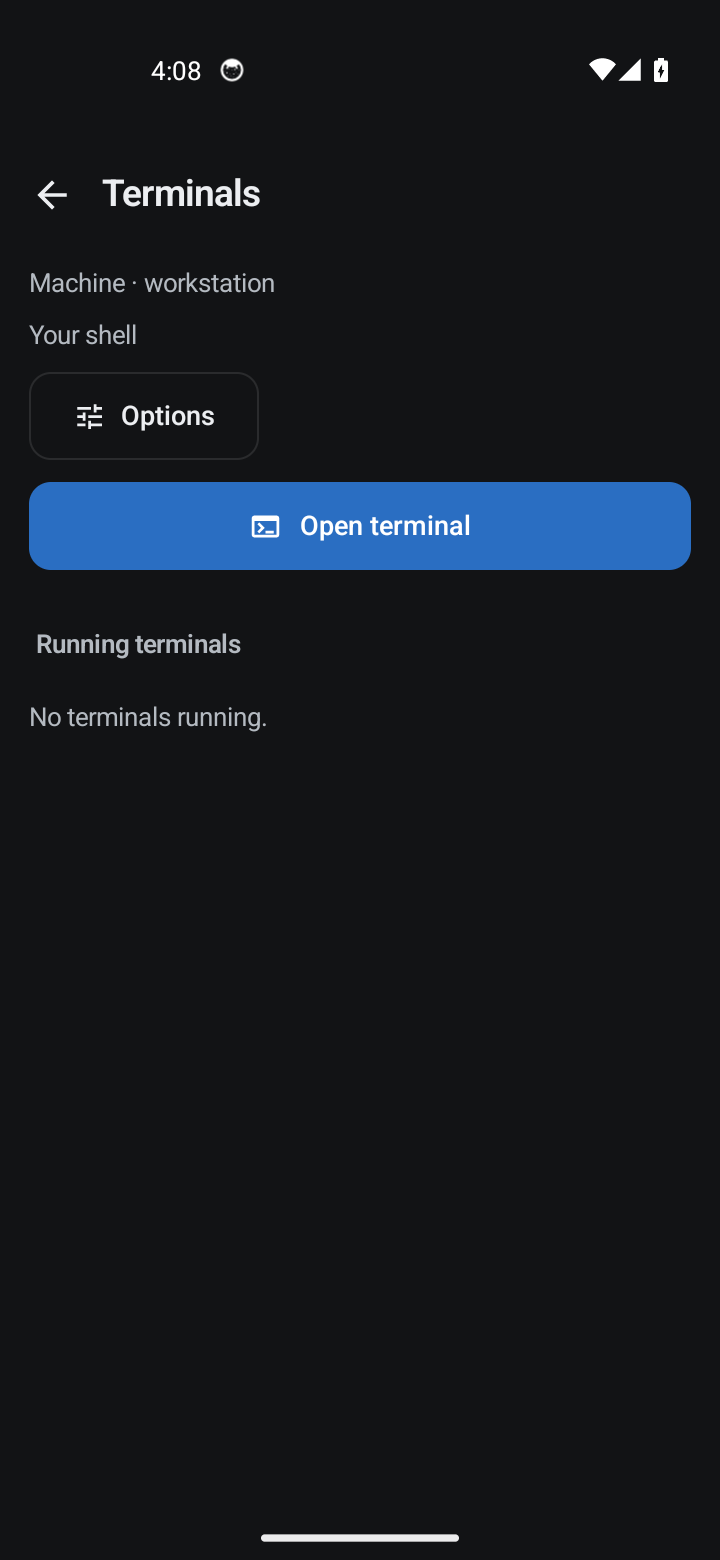 4:08
Terminals
Machine · workstation
Your shell
Options
Open terminal
Running terminals
No terminals running.